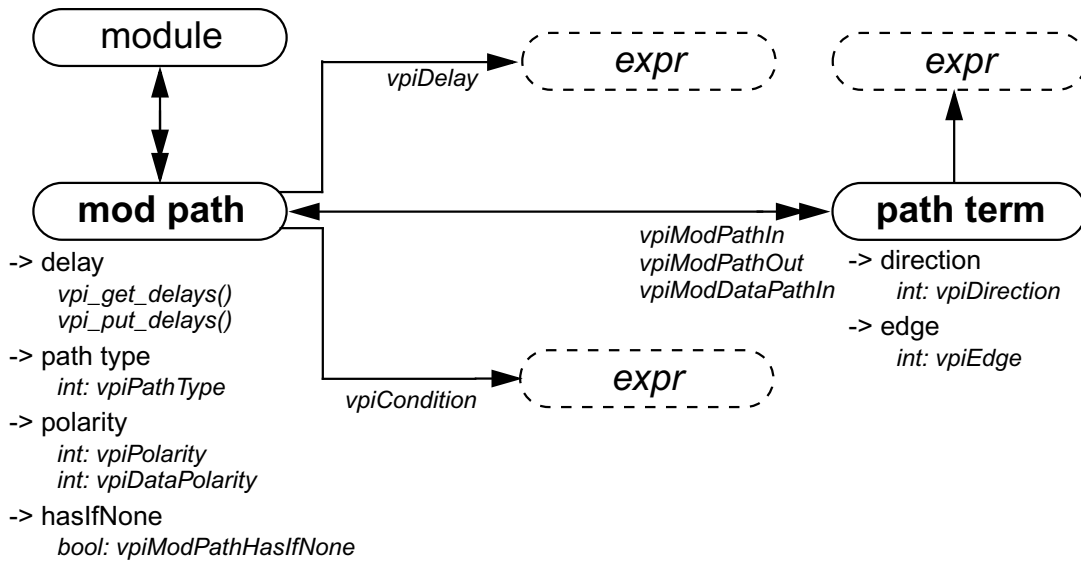 module
vpiDelay
expr
expr
mod path
path term
vpiModPathIn
vpiModPathOut
vpiModDataPathIn
-> delay
vpi_get_delays()
vpi_put_delays()
-> path type
int: vpiPathType
-> polarity
int: vpiPolarity
int: vpiDataPolarity
-> hasIfNone
bool: vpiModPathHasIfNone
vpiCondition
expr
-> direction
int: vpiDirection
-> edge
int: vpiEdge